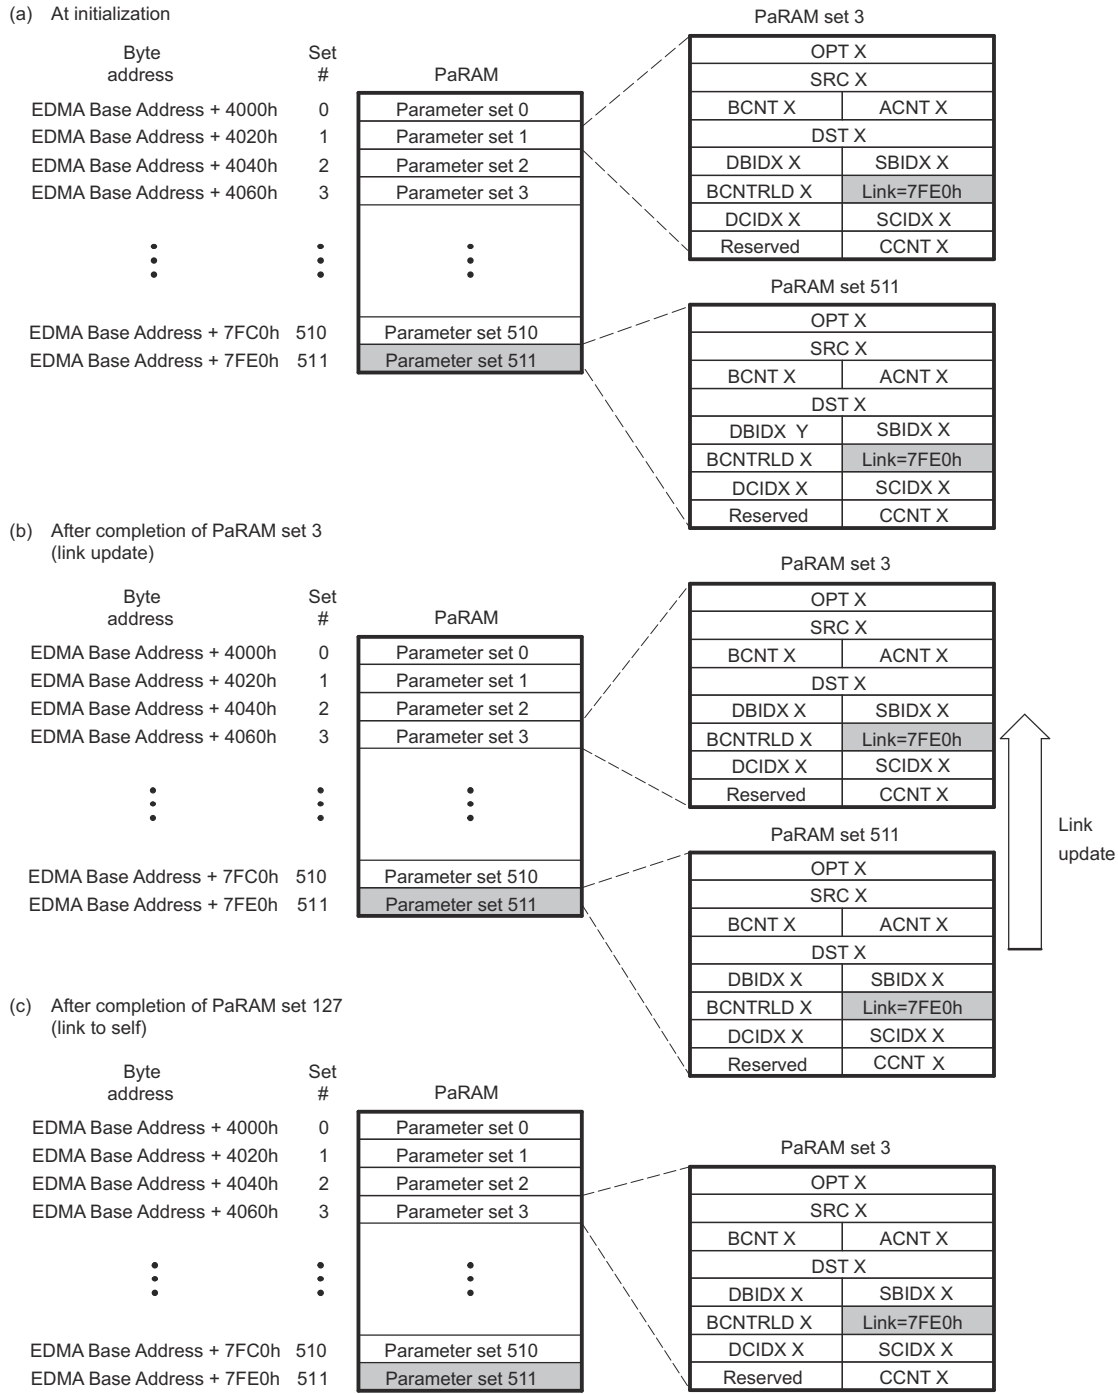 (a) At initialization
Byte address
Set #
PaRAM
EDMA Base Address + 4000h 0 Parameter set 0
EDMA Base Address + 4020h 1 Parameter set 1
EDMA Base Address + 4040h 2 Parameter set 2
EDMA Base Address + 4060h 3 Parameter set 3
EDMA Base Address + 7FC0h 510 Parameter set 510
EDMA Base Address + 7FE0h 511 Parameter set 511
PaRAM set 3
OPT X
SRC X
BCNT X ACNT X
DST X
DBIDX X SBIDX X
BCNTRLD X Link=7FE0h
DCIDX X SCIDX X
Reserved CCNT X
PaRAM set 511
OPT X
SRC X
BCNT X ACNT X
DST X
DBIDX Y SBIDX X
BCNTRLD X Link=7FE0h
DCIDX X SCIDX X
Reserved CCNT X
(b) After completion of PaRAM set 3
(link update)
Byte address
Set #
PaRAM
EDMA Base Address + 4000h 0 Parameter set 0
EDMA Base Address + 4020h 1 Parameter set 1
EDMA Base Address + 4040h 2 Parameter set 2
EDMA Base Address + 4060h 3 Parameter set 3
EDMA Base Address + 7FC0h 510 Parameter set 510
EDMA Base Address + 7FE0h 511 Parameter set 511
PaRAM set 3
OPT X
SRC X
BCNT X ACNT X
DST X
DBIDX X SBIDX X
BCNTRLD X Link=7FE0h
DCIDX X SCIDX X
Reserved CCNT X
PaRAM set 511
OPT X
SRC X
BCNT X ACNT X
DST X
DBIDX X SBIDX X
BCNTRLD X Link=7FE0h
DCIDX X SCIDX X
Reserved CCNT X
Link
update
(c) After completion of PaRAM set 127
(link to self)
Byte address
Set #
PaRAM
EDMA Base Address + 4000h 0 Parameter set 0
EDMA Base Address + 4020h 1 Parameter set 1
EDMA Base Address + 4040h 2 Parameter set 2
EDMA Base Address + 4060h 3 Parameter set 3
EDMA Base Address + 7FC0h 510 Parameter set 510
EDMA Base Address + 7FE0h 511 Parameter set 511
PaRAM set 3
OPT X
SRC X
BCNT X ACNT X
DST X
DBIDX X SBIDX X
BCNTRLD X Link=7FE0h
DCIDX X SCIDX X
Reserved CCNT X